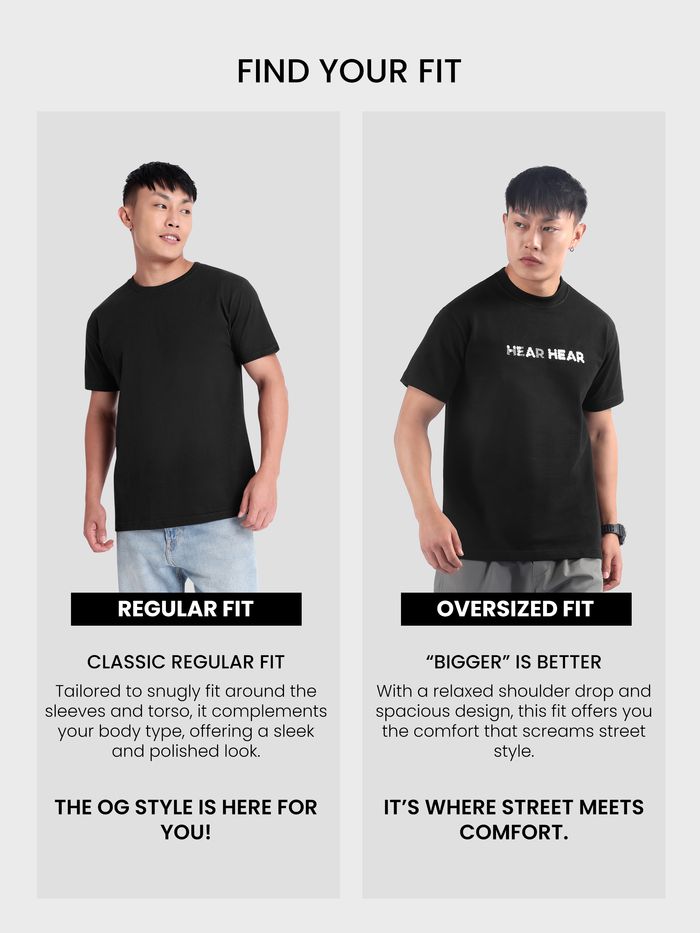 FIND YOUR FIT
HEAR HEAR
REGULAR FIT
CLASSIC REGULAR FIT
Tailored to snugly fit around the
sleeves and torso, it complements
your body type, offering a sleek
and polished look.
THE OG STYLE IS HERE FOR
YOU!
OVERSIZED FIT
“BIGGER” IS BETTER
With a relaxed shoulder drop and
spacious design, this fit offers you
the comfort that screams street
style.
IT’S WHERE STREET MEETS
COMFORT.